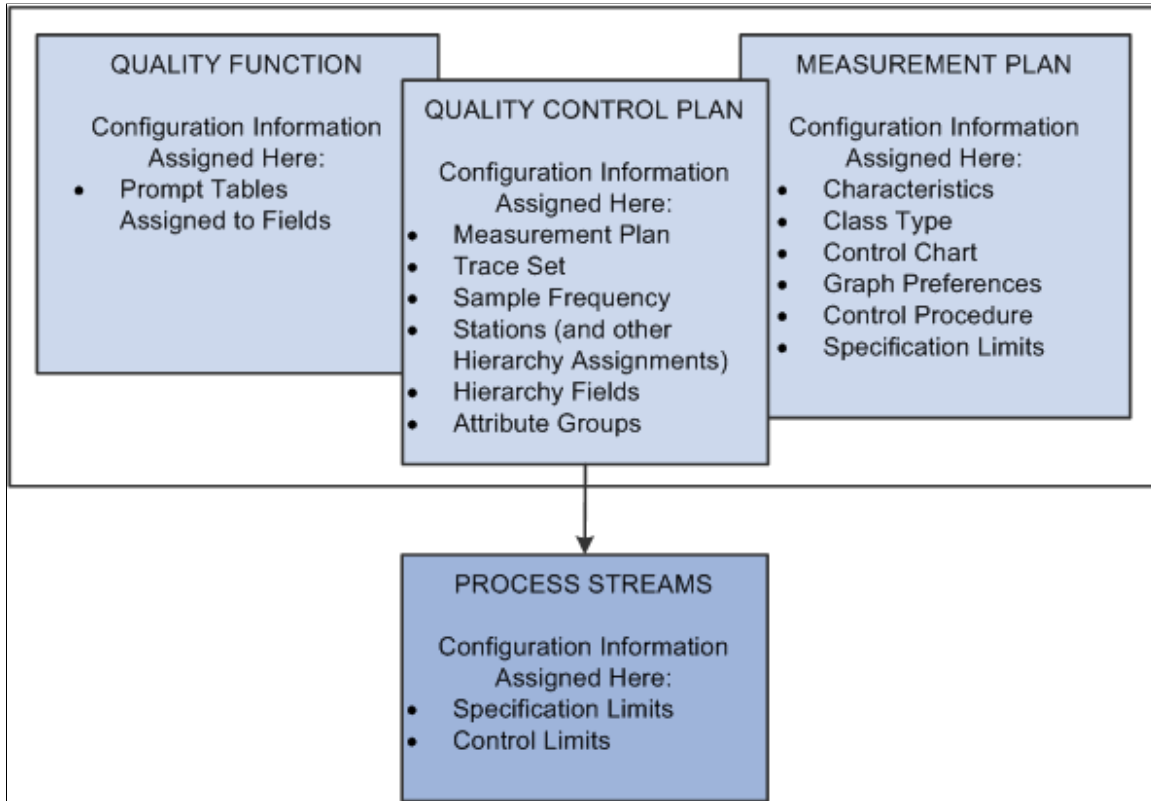 QUALITY FUNCTION
Configuration Information
Assigned Here:
• Prompt Tables
Assigned to Fields
QUALITY CONTROL PLAN
Configuration Information
Assigned Here:
• Measurement Plan
• Trace Set
• Sample Frequency
• Stations (and other
Hierarchy Assignments)
• Hierarchy Fields
• Attribute Groups
MEASUREMENT PLAN
Configuration Information
Assigned Here:
• Characteristics
• Class Type
• Control Chart
• Graph Preferences
• Control Procedure
• Specification Limits
PROCESS STREAMS
Configuration Information
Assigned Here:
• Specification Limits
• Control Limits